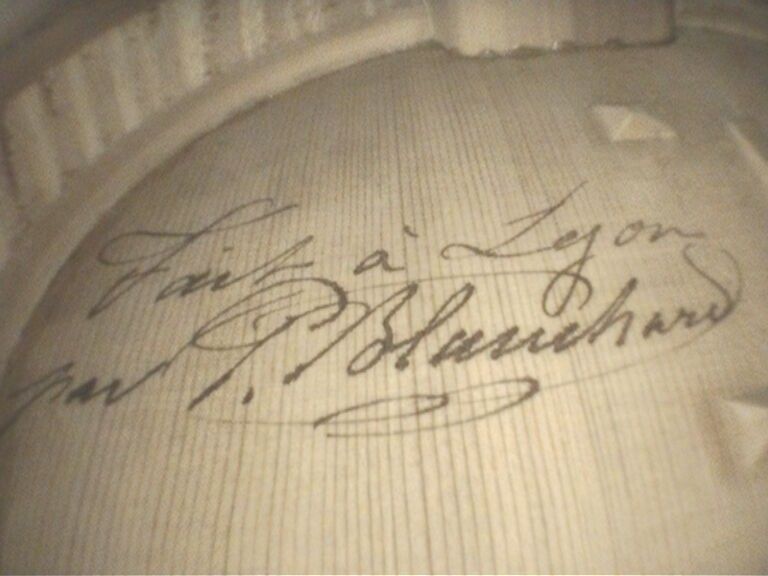 Fait à Lyon
par P. Blanchard